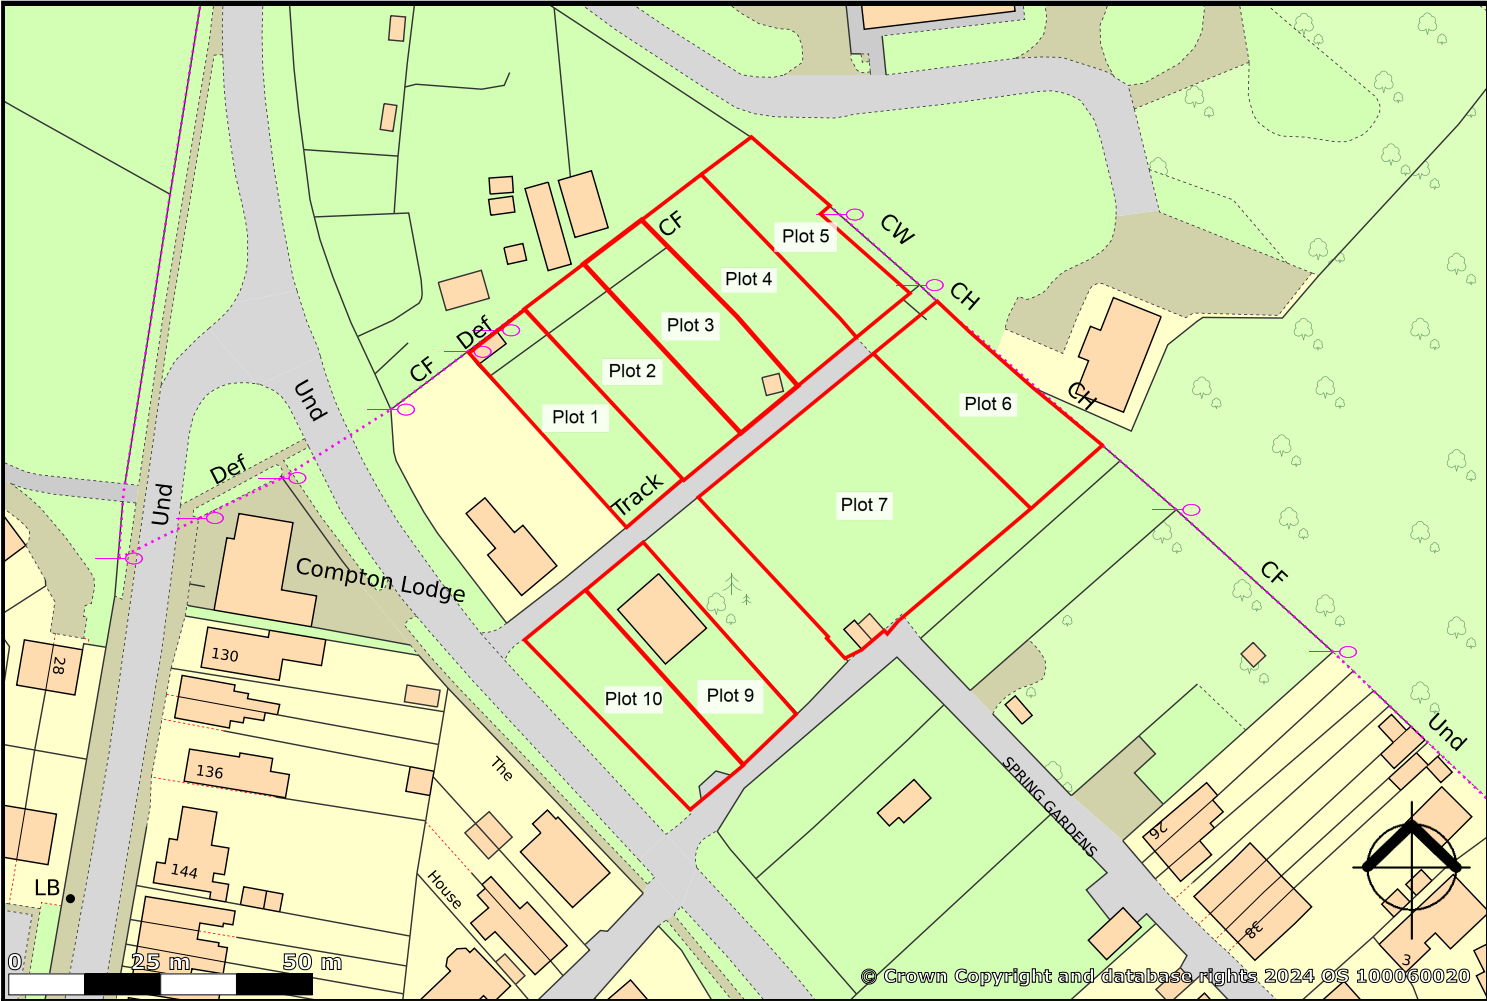 CW
CF
Plot 5
Plot 4
CH
Def
Plot 3
CF
Plot 2
CH
Und
Plot 1
Plot 6
Def
Und
Track
Plot 7
Compton Lodge
CF
130
28
Plot 10
Plot 9
Und
136
The
SPRING GARDENS
26
144
House
LB
38
3
0 25 m 50 m
© Crown Copyright and database rights 2024 OS 100060020